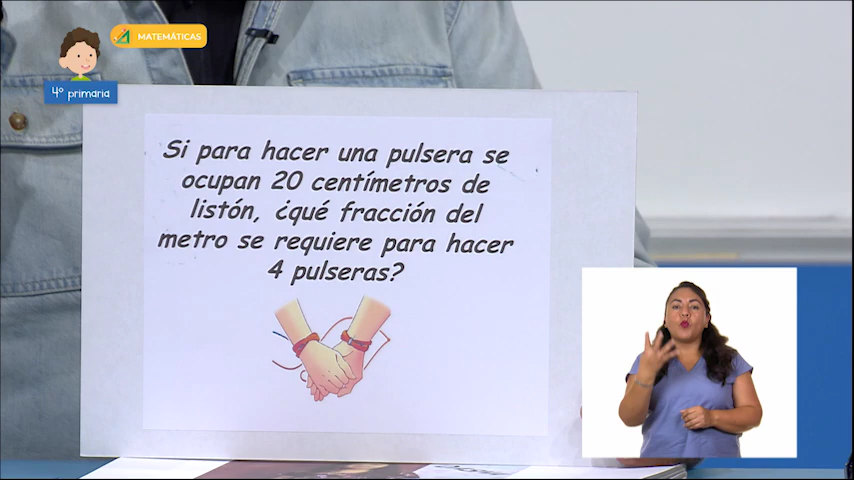 MATEMÁTICAS
4º primaria
Si para hacer una pulsera se
ocupan 20 centímetros de
listón, ¿qué fracción del
metro se requiere para hacer
4 pulseras?